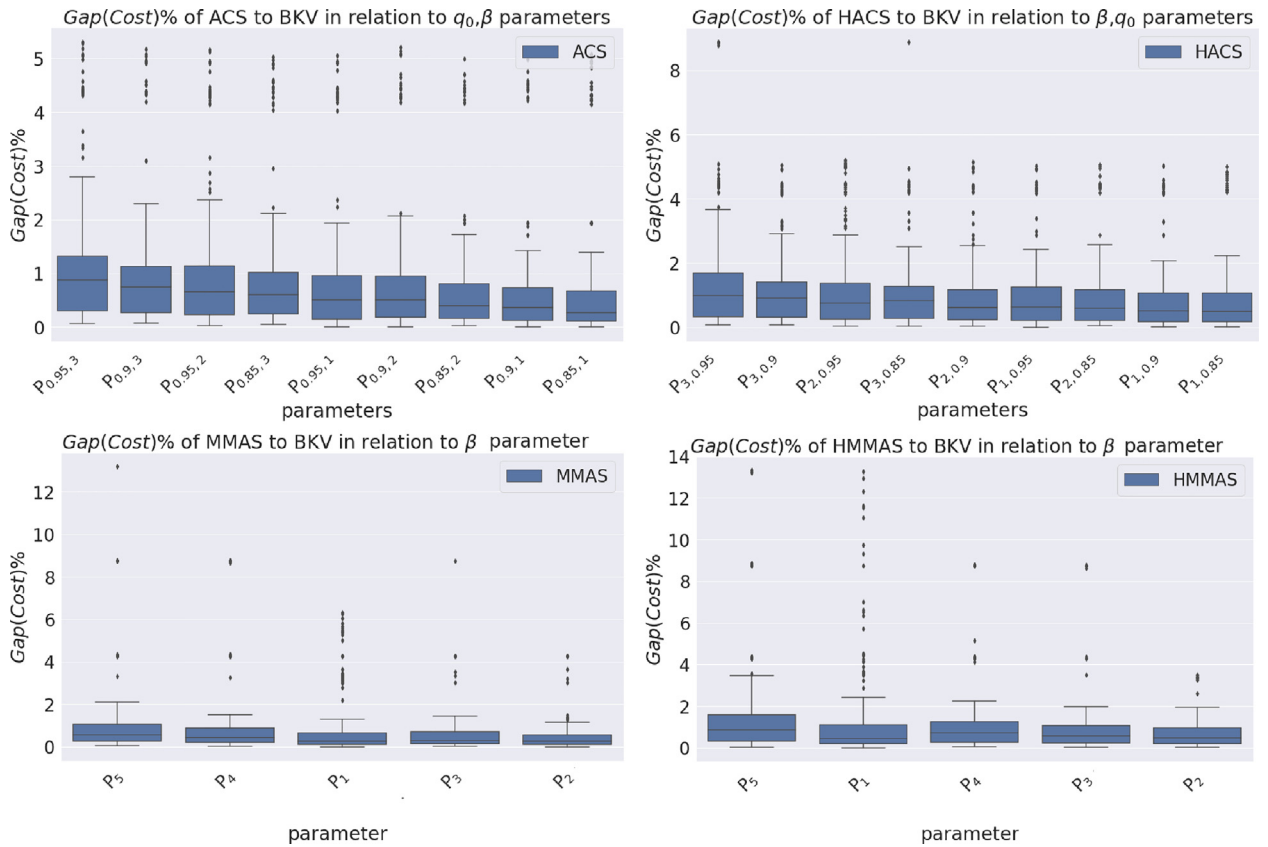 Gap(Cost)% of ACS to BKV in relation to q₀,β parameters
ACS
Gap(Cost)%
5
4
3
2
1
0
P₀.₉₅,₃ P₀.₉,₃ P₀.₉₅,₂ P₀.₈₅,₃ P₀.₉₅,₁ P₀.₉,₂ P₀.₈₅,₂ P₀.₉,₁ P₀.₈₅,₁
parameters
Gap(Cost)% of HACS to BKV in relation to β,q₀ parameters
HACS
Gap(Cost)%
8
6
4
2
0
P₃,₀.₉₅ P₃,₀.₉ P₂,₀.₉₅ P₃,₀.₈₅ P₂,₀.₉ P₁,₀.₉₅ P₂,₀.₈₅ P₁,₀.₉ P₁,₀.₈₅
parameters
Gap(Cost)% of MMAS to BKV in relation to β parameter
MMAS
Gap(Cost)%
12
10
8
6
4
2
0
P₅ P₄ P₁ P₃ P₂
parameter
Gap(Cost)% of HMMAS to BKV in relation to β parameter
HMMAS
Gap(Cost)%
14
12
10
8
6
4
2
0
P₅ P₁ P₄ P₃ P₂
parameter